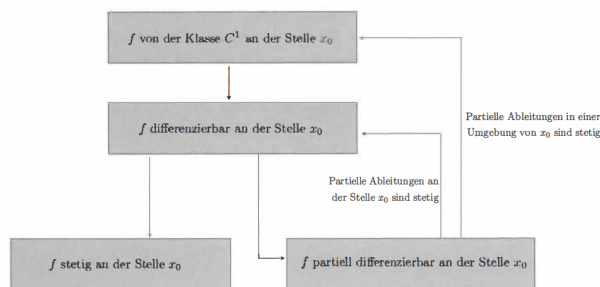 f von der Klasse C¹ an der Stelle x₀
f differenzierbar an der Stelle x₀
Partielle Ableitungen in einer
Umgebung von x₀ sind stetig
Partielle Ableitungen an
der Stelle x₀ sind stetig
f stetig an der Stelle x₀
f partiell differenzierbar an der Stelle x₀